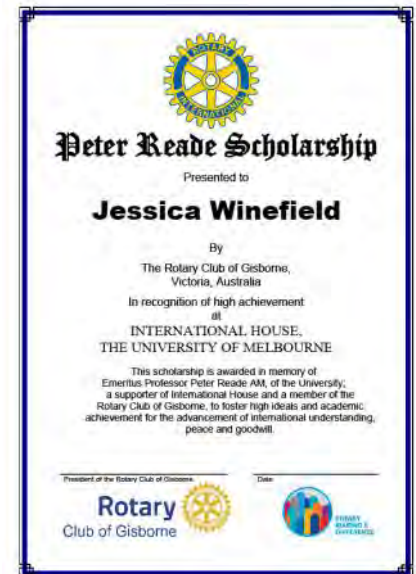 ROTARY
INTERNATIONAL
Peter Reade Scholarship
Presented to
Jessica Winefield
By
The Rotary Club of Gisborne,
Victoria, Australia
In recognition of high achievement
at
INTERNATIONAL HOUSE,
THE UNIVERSITY OF MELBOURNE
This scholarship is awarded in memory of
Emeritus Professor Peter Reade AM, of the University;
a supporter of International House and a member of the
Rotary Club of Gisborne, to foster high ideals and academic
achievement for the advancement of international understanding,
peace and goodwill.
President of the Rotary Club of Gisborne
Date
Rotary
Club of Gisborne
ROTARY
MAKING A
DIFFERENCE